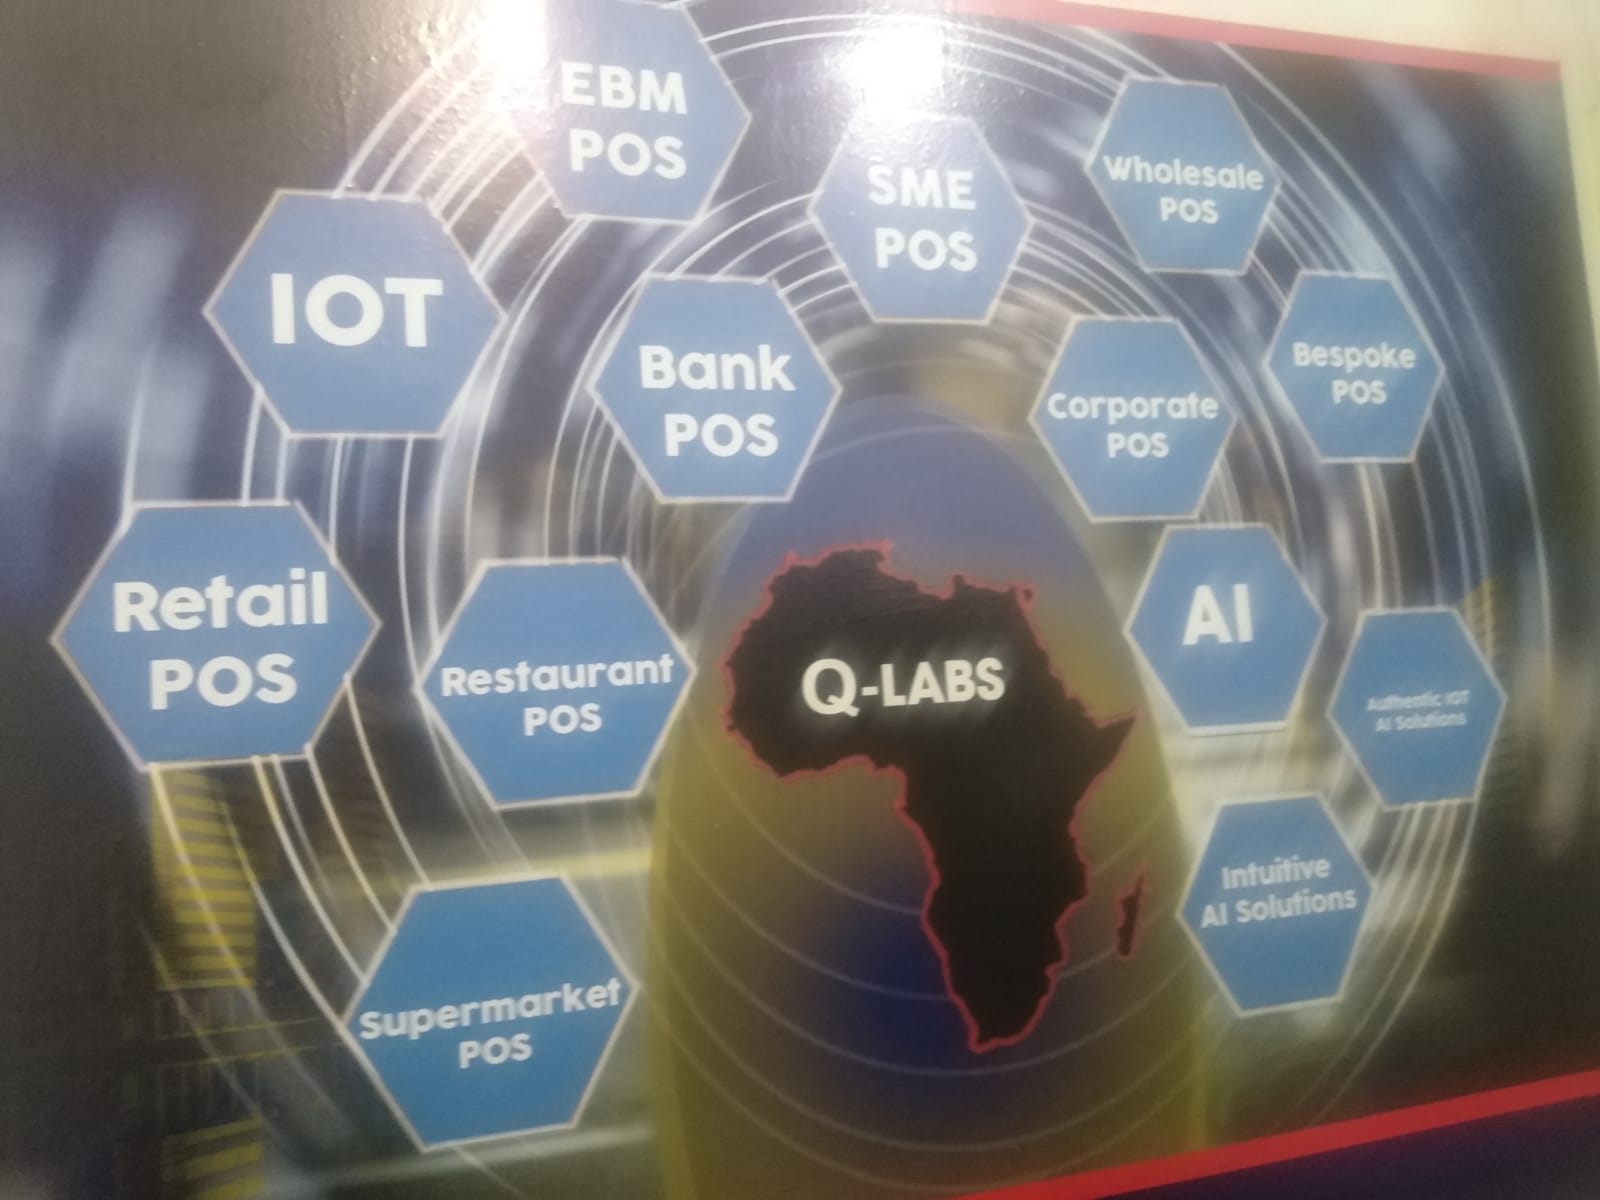 EBM
POS
SME
POS
Wholesale
POS
IOT
Bank
POS
Corporate
POS
Bespoke
POS
Retail
POS
Restaurant
POS
Q-LABS
AI
Authentic IOT
AI Solutions
Intuitive
AI Solutions
Supermarket
POS